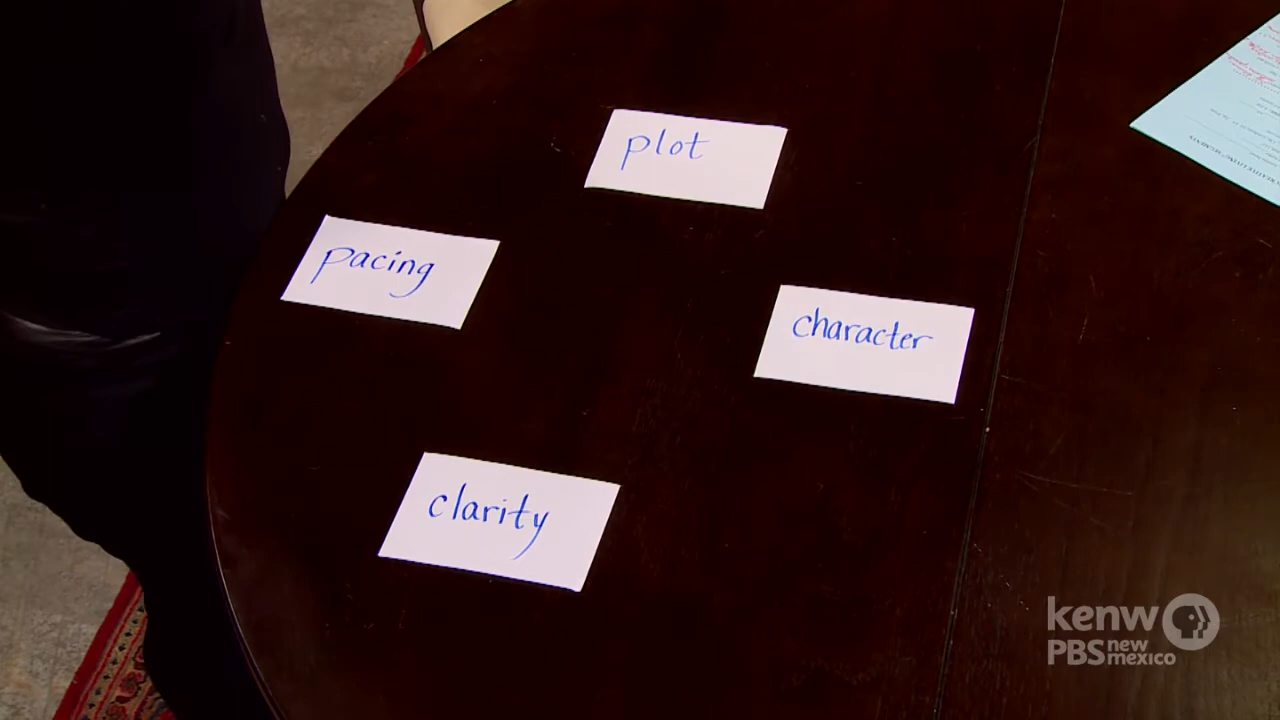 plot
pacing
character
clarity
kenw
PBS new mexico